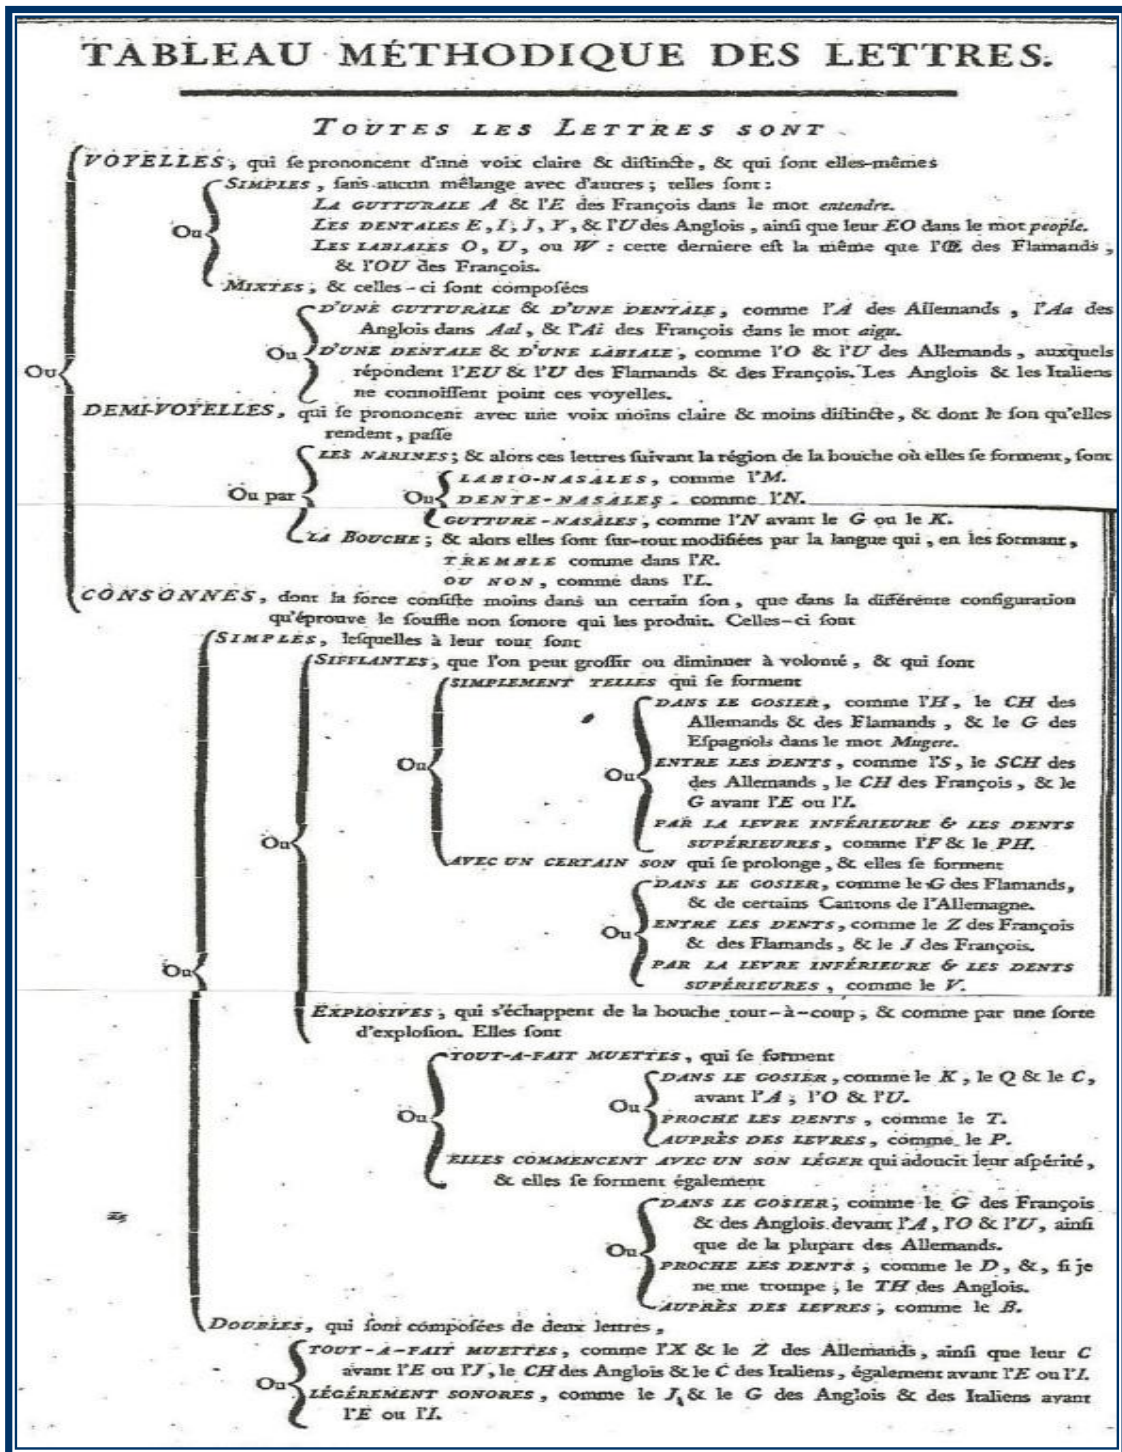 TABLEAU MÉTHODIQUE DES LETTRES.
TOUTES LES LETTRES SONT
VOYELLES, qui ſe prononcent d'une voix claire & diſtincte, & qui ſont elles-mêmes
SIMPLES, ſans aucun mêlange avec d'autres; telles ſont:
LA GUTTURALE A & l'E des François dans le mot entendre.
Ou
LES DENTALES E, I, J, Y, & l'U des Anglois, ainſi que leur EO dans le mot people.
LES LABIALES O, U, ou W: cette derniere eſt la même que l'Œ des Flamands,
& l'OU des François.
MIXTES; & celles-ci ſont compoſées
D'UNE GUTTURALE & D'UNE DENTALE, comme l'A des Allemands, l'Aa des
Anglois dans Aal, & l'Ai des François dans le mot aigu.
Ou
D'UNE DENTALE & D'UNE LABIALE, comme l'O & l'U des Allemands, auxquels
Ou
répondent l'EU & l'U des Flamands & des François. Les Anglois & les Italiens
ne connoiſſent point ces voyelles.
DEMI-VOYELLES, qui ſe prononcent avec une voix moins claire & moins diſtincte, & dont le ſon qu'elles
rendent, paſſe
LES NARINES; & alors ces lettres ſuivant la région de la bouche où elles ſe forment, ſont
LABIO-NASALES, comme l'M.
Ou par
Ou
DENTE-NASALES, comme l'N.
GUTTURE-NASALES, comme l'N avant le G ou le K.
LA BOUCHE; & alors elles ſont ſur-tout modifiées par la langue qui, en les formant,
TREMBLE comme dans l'R.
OU NON, comme dans l'L.
CONSONNES, dont la force conſiſte moins dans un certain ſon, que dans la différente configuration
qu'éprouve le ſouffle non ſonore qui les produit. Celles-ci ſont
SIMPLES, leſquelles à leur tour ſont
SIFFLANTES, que l'on peut groſſir ou diminuer à volonté, & qui ſont
SIMPLEMENT TELLES qui ſe forment
DANS LE GOSIER, comme l'H, le CH des
Allemands & des Flamands, & le G des
Eſpagnols dans le mot Mugere.
Ou
Ou
ENTRE LES DENTS, comme l'S, le SCH des
des Allemands, le CH des François, & le
G avant l'E ou l'I.
PAR LA LEVRE INFÉRIEURE & LES DENTS
Ou
SUPÉRIEURES, comme l'F & le PH.
AVEC UN CERTAIN SON qui ſe prolonge, & elles ſe forment
DANS LE GOSIER, comme le G des Flamands,
& de certains Cantons de l'Allemagne.
Ou
ENTRE LES DENTS, comme le Z des François
& des Flamands, & le J des François.
Ou
PAR LA LEVRE INFÉRIEURE & LES DENTS
SUPÉRIEURES, comme le V.
EXPLOSIVES, qui s'échappent de la bouche tout-à-coup, & comme par une ſorte
d'exploſion. Elles ſont
TOUT-A-FAIT MUETTES, qui ſe forment
DANS LE GOSIER, comme le K, le Q & le C,
avant l'A; l'O & l'U.
Ou
Ou
PROCHE LES DENTS, comme le T.
AUPRÈS DES LEVRES, comme le P.
ELLES COMMENCENT AVEC UN SON LÉGER qui adoucit leur aſpérité,
& elles ſe forment également
DANS LE GOSIER, comme le G des François
& des Anglois devant l'A, l'O & l'U, ainſi
que de la plupart des Allemands.
Ou
PROCHE LES DENTS, comme le D, &, ſi je
ne me trompe, le TH des Anglois.
AUPRÈS DES LEVRES, comme le B.
DOUBLES, qui ſont compoſées de deux lettres,
TOUT-A-FAIT MUETTES, comme l'X & le Z des Allemands, ainſi que leur C
avant l'E ou l'J, le CH des Anglois & le C des Italiens, également avant l'E ou l'I.
Ou
LÉGÉREMENT SONORES, comme le J, & le G des Anglois & des Italiens avant
l'E ou l'I.